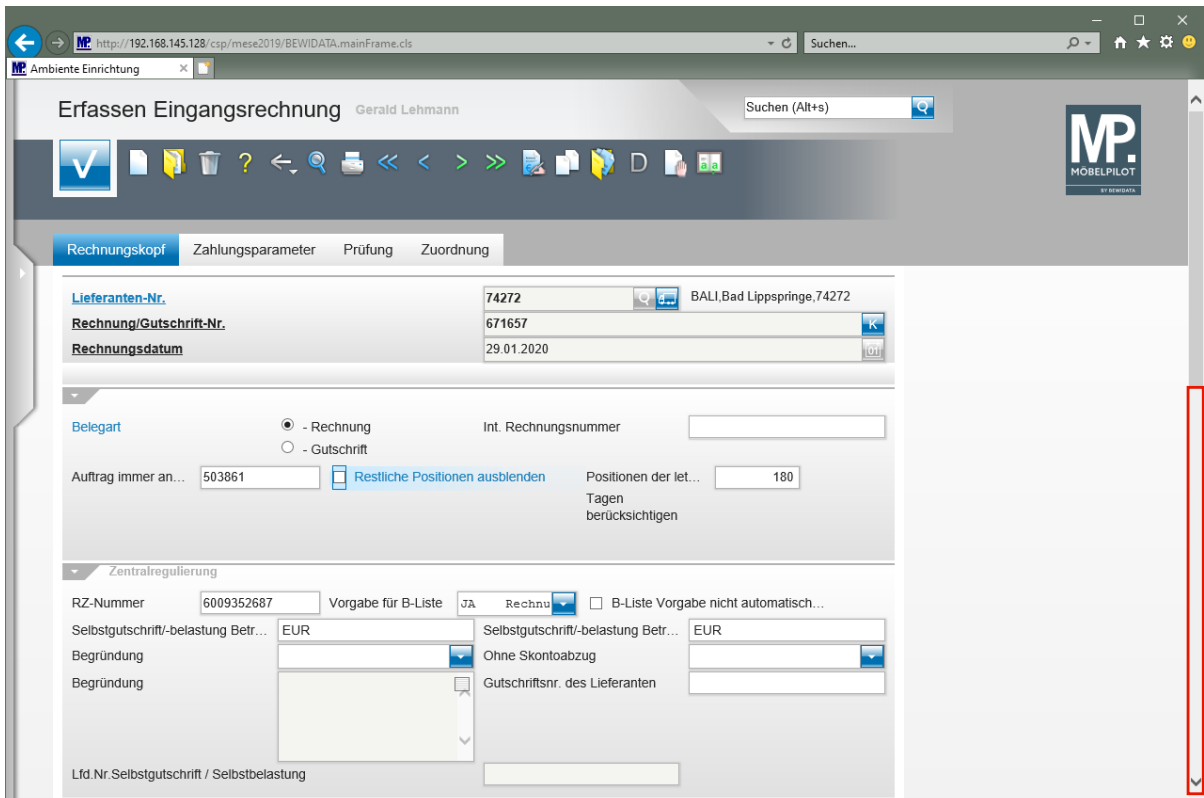 http://192.168.145.128/csp/mese2019/BEWIDATA.mainFrame.cls Suchen...
MP. Ambiente Einrichtung
Erfassen Eingangsrechnung Gerald Lehmann Suchen (Alt+s)
MP.
MÖBELPILOT
BY BEWIDATA
? D a a
Rechnungskopf Zahlungsparameter Prüfung Zuordnung
Lieferanten-Nr. 74272 BALI,Bad Lippspringe,74272
Rechnung/Gutschrift-Nr. 671657 K
Rechnungsdatum 29.01.2020 01
Belegart - Rechnung Int. Rechnungsnummer
- Gutschrift
Auftrag immer an... 503861 Restliche Positionen ausblenden Positionen der let... 180
Tagen
berücksichtigen
Zentralregulierung
RZ-Nummer 6009352687 Vorgabe für B-Liste JA Rechnu B-Liste Vorgabe nicht automatisch...
Selbstgutschrift/-belastung Betr... EUR Selbstgutschrift/-belastung Betr... EUR
Begründung Ohne Skontoabzug
Begründung Gutschriftsnr. des Lieferanten
Lfd.Nr.Selbstgutschrift / Selbstbelastung